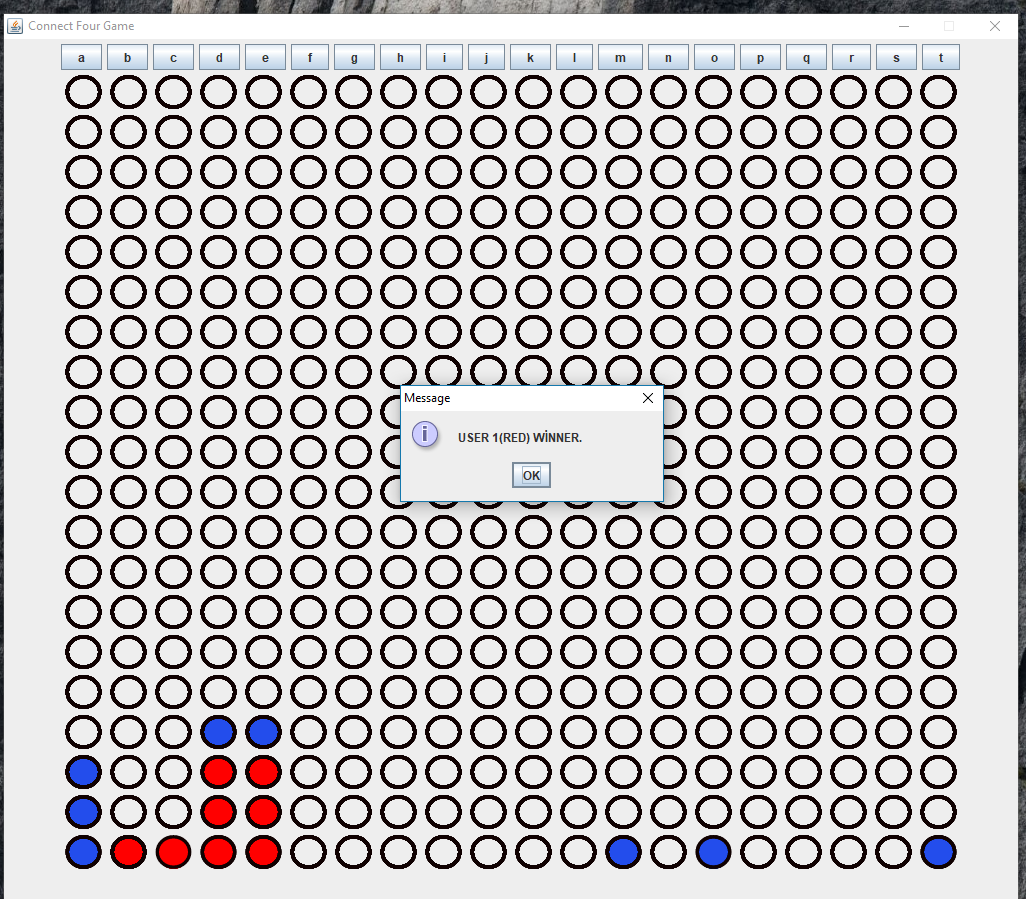 Connect Four Game
a b c d e f g h i j k l m n o p q r s t
Message
i
USER 1(RED) WİNNER.
OK